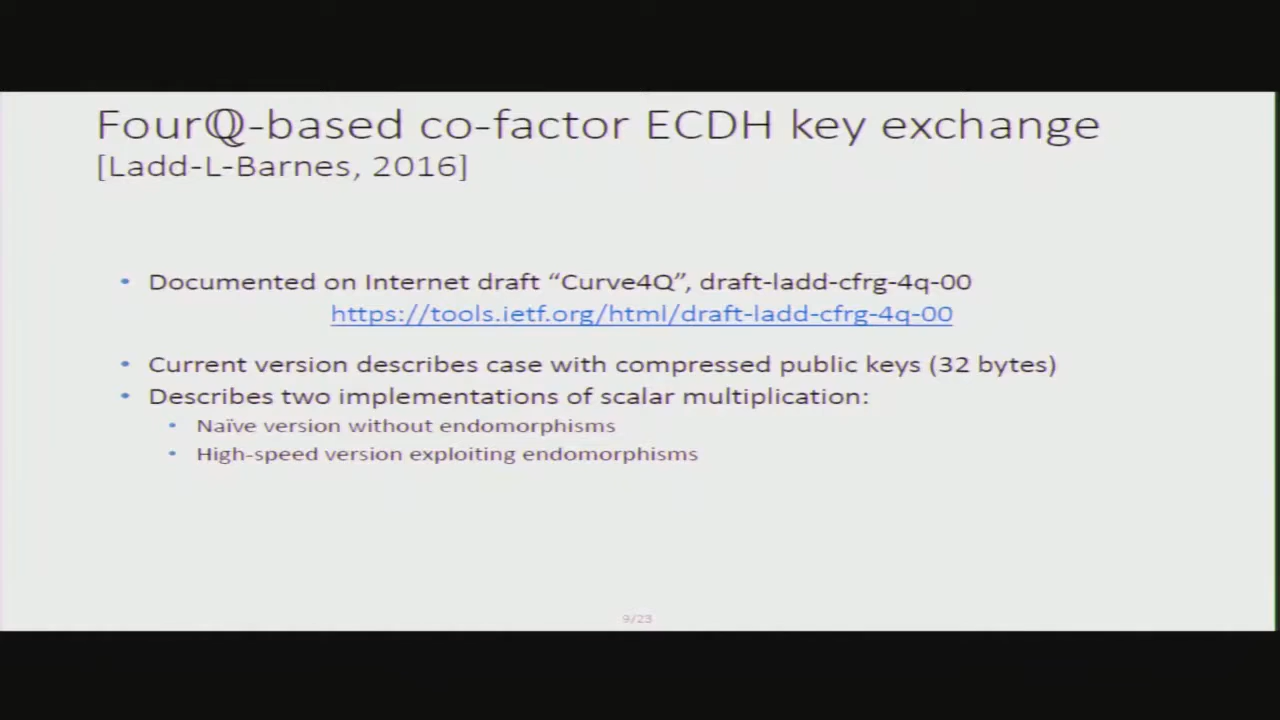 Fourℚ-based co-factor ECDH key exchange
[Ladd-L-Barnes, 2016]
• Documented on Internet draft “Curve4Q”, draft-ladd-cfrg-4q-00
https://tools.ietf.org/html/draft-ladd-cfrg-4q-00
• Current version describes case with compressed public keys (32 bytes)
• Describes two implementations of scalar multiplication:
• Naïve version without endomorphisms
• High-speed version exploiting endomorphisms
9/23